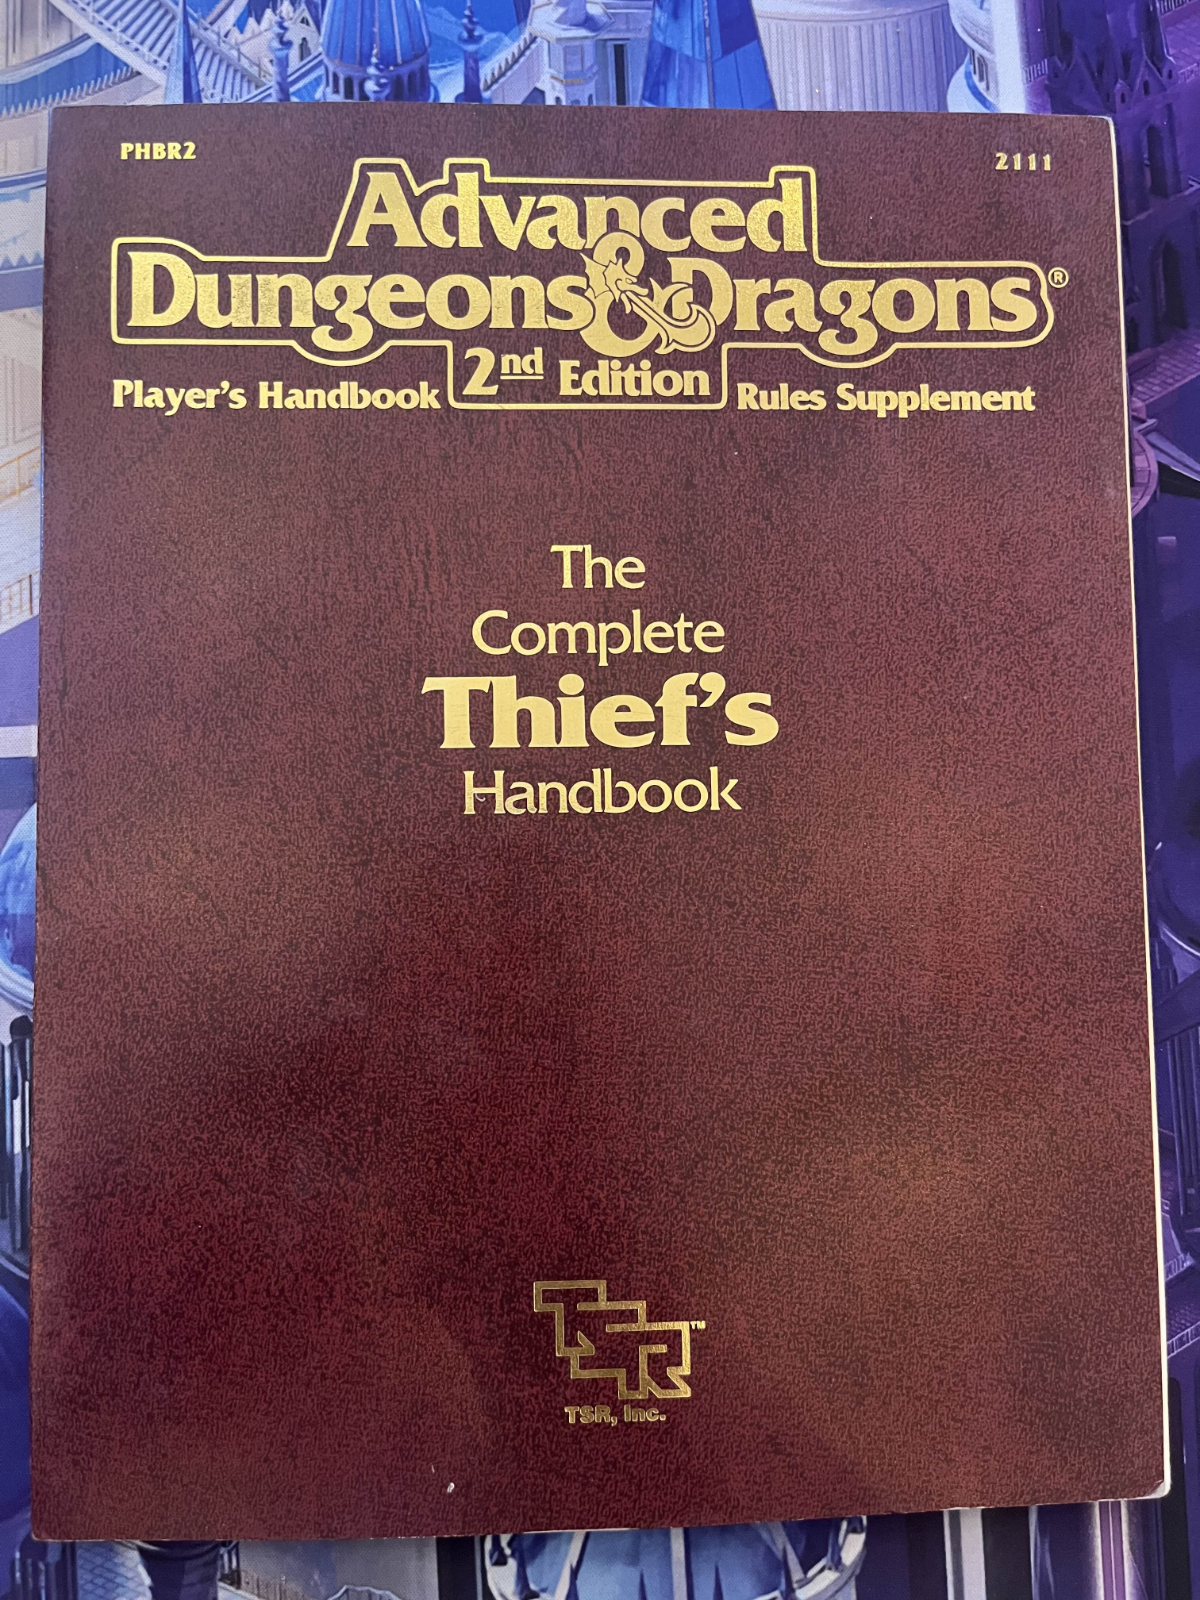 PHBR2
2111
Advanced
Dungeons & Dragons®
2nd Edition
Player's Handbook
Rules Supplement
The
Complete
Thief's
Handbook
TSR™
TSR, Inc.